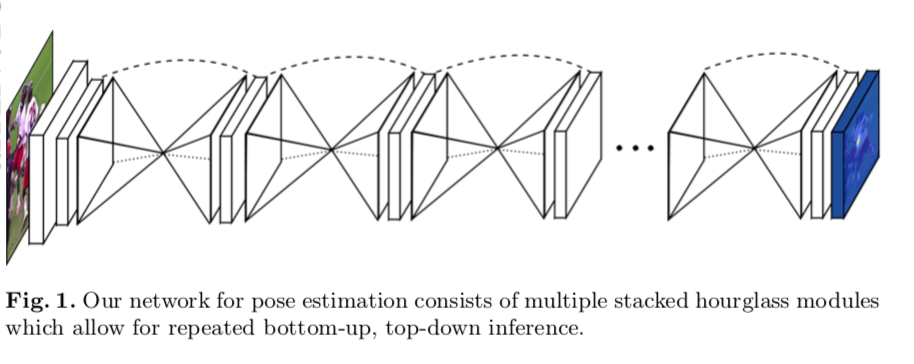 Fig. 1. Our network for pose estimation consists of multiple stacked hourglass modules
which allow for repeated bottom-up, top-down inference.